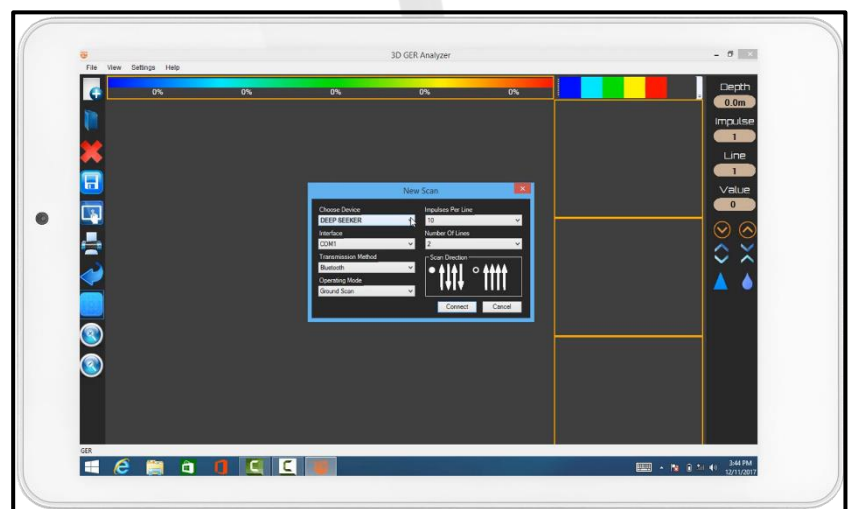 3D GER Analyzer
File View Settings Help
0% 0% 0% 0% 0%
Depth
0.0m
Impulse
1
Line
1
Value
0
New Scan
Choose Device
DEEP SEEKER
Impulses Per Line
10
Interface
COM1
Number Of Lines
2
Transmission Method
Bluetooth
Scan Direction
Operating Mode
Ground Scan
Connect Cancel
GER
3:44 PM
12/11/2017